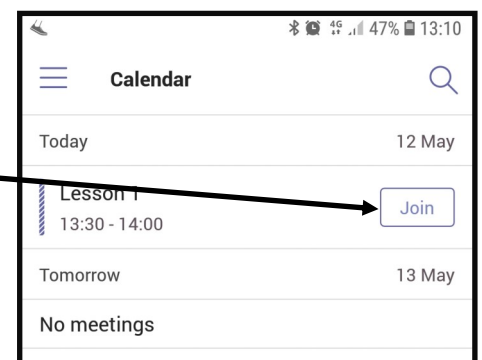 4G 47% 13:10
Calendar
Today 12 May
Lesson 1
Join
13:30 - 14:00
Tomorrow 13 May
No meetings